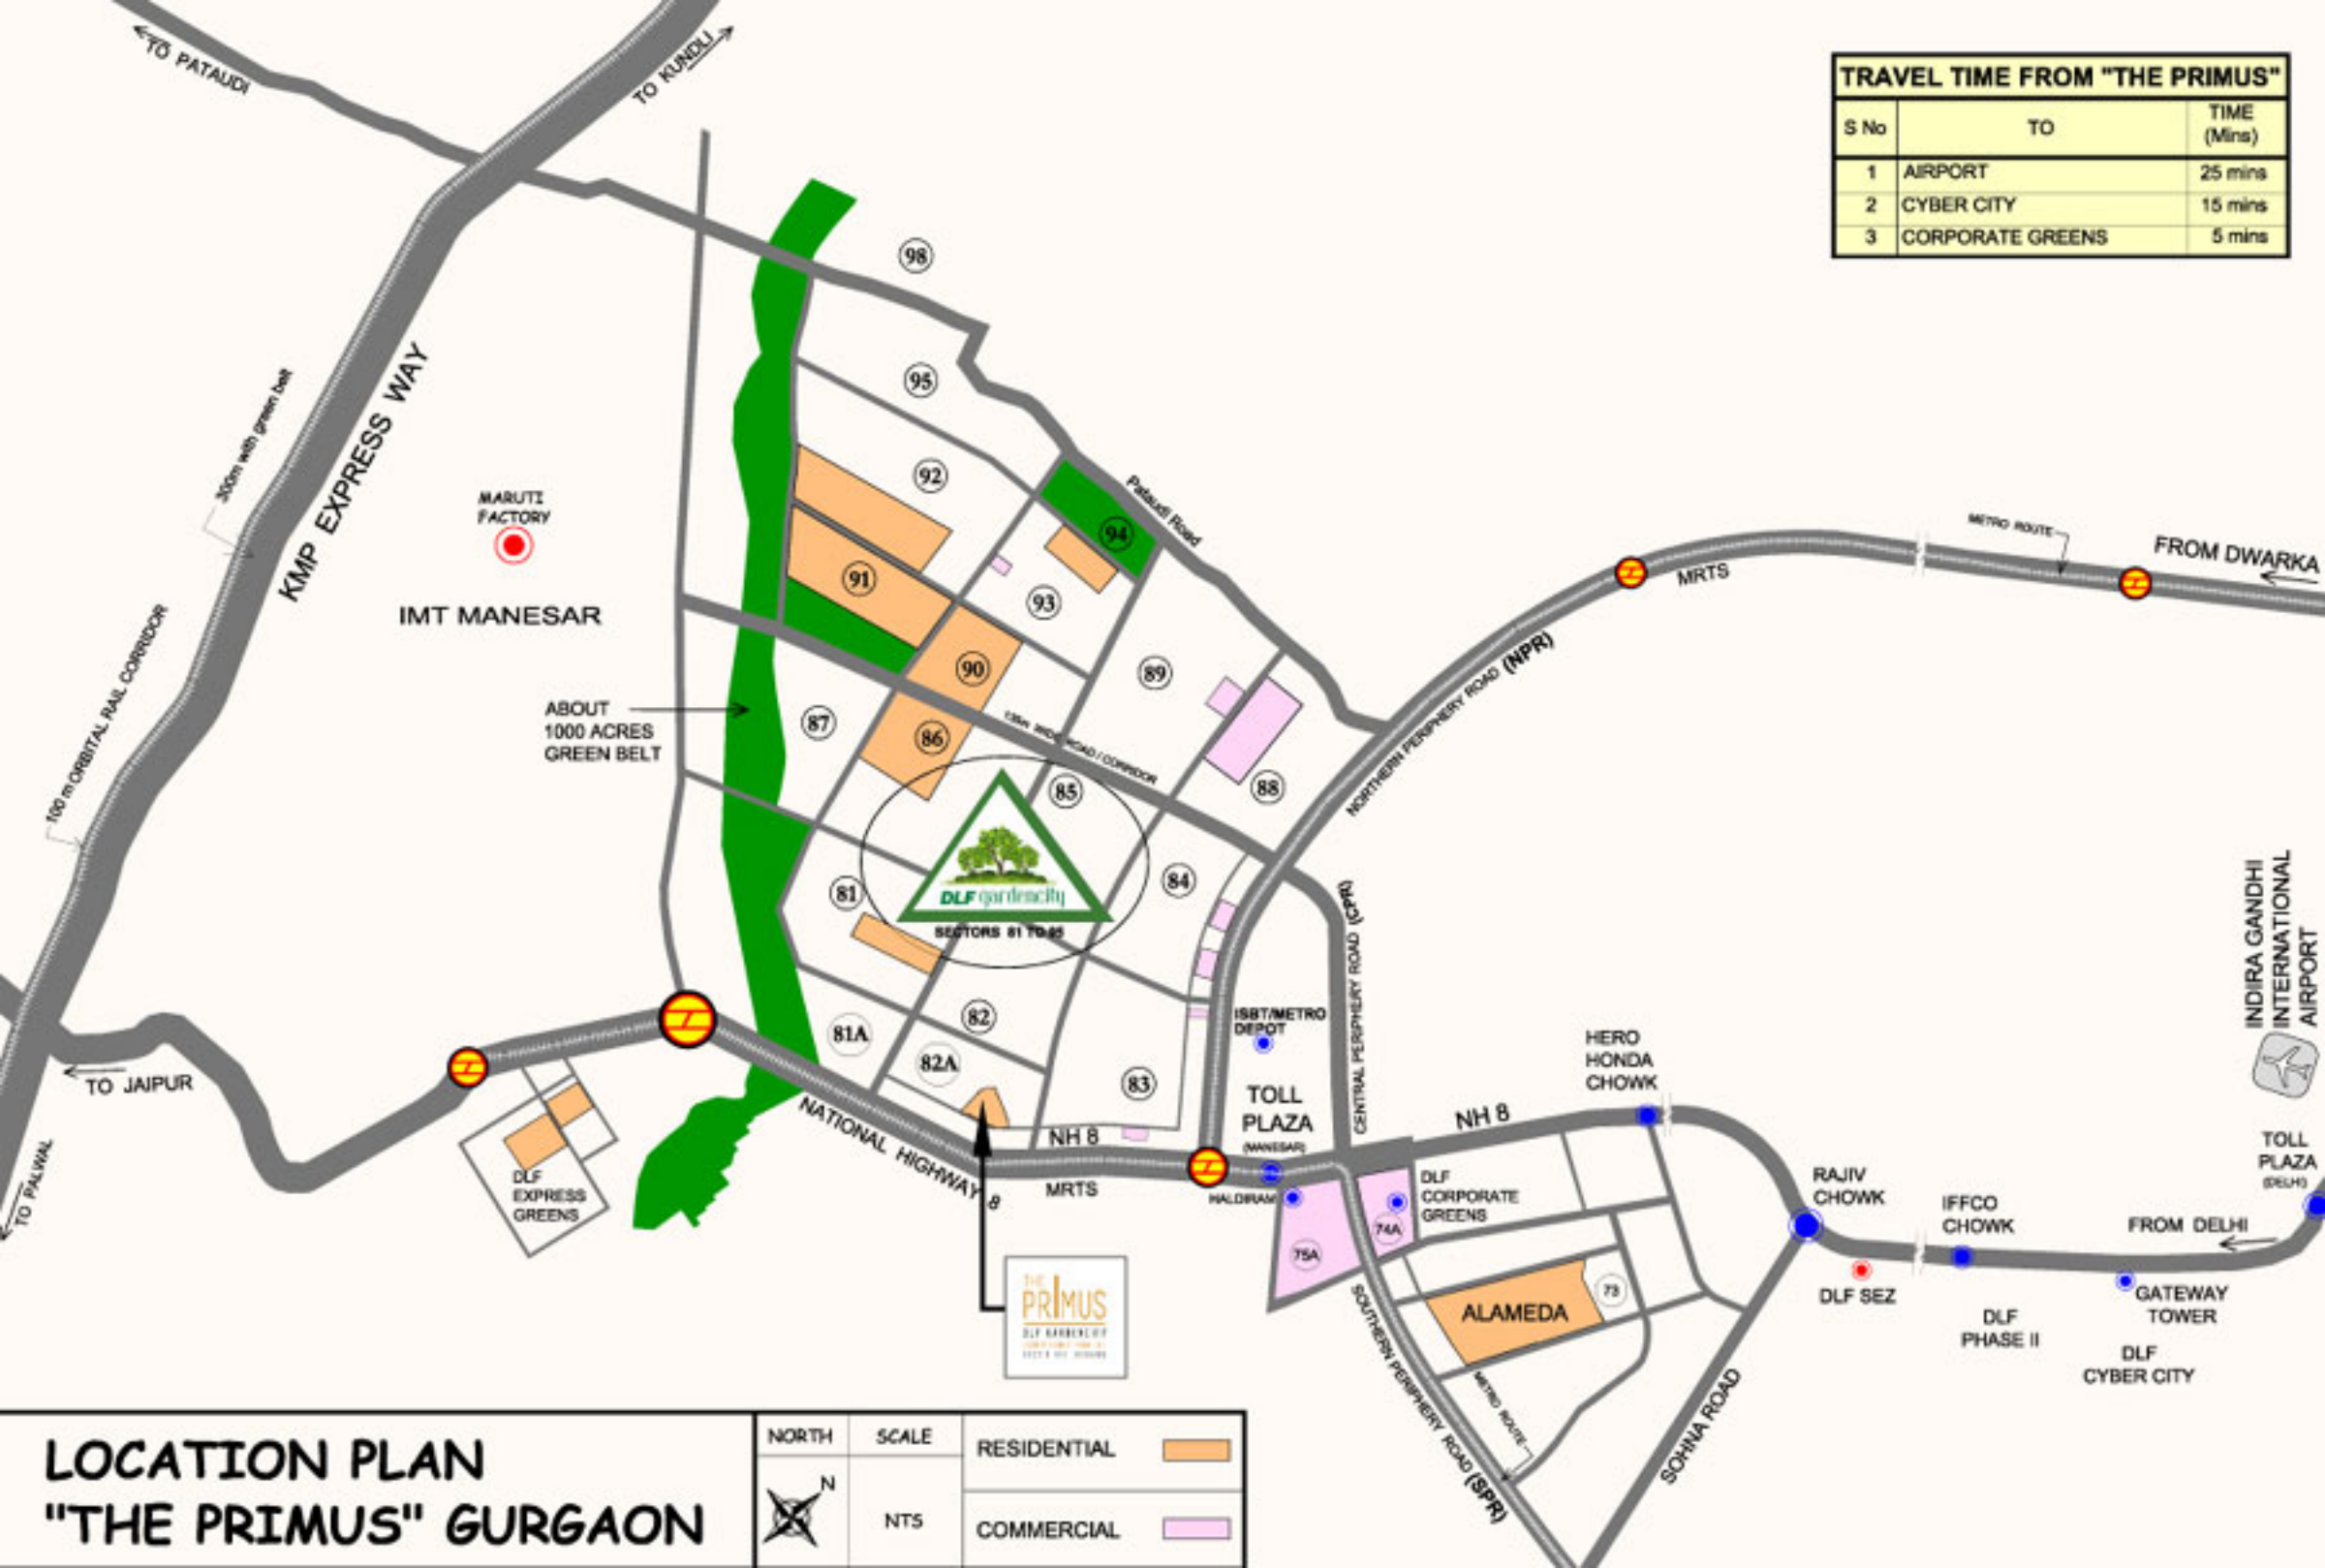 TO PATAUDI
TO KUNDLI
TRAVEL TIME FROM "THE PRIMUS"
S No TO TIME (Mins)
1 AIRPORT 25 mins
2 CYBER CITY 15 mins
3 CORPORATE GREENS 5 mins
98
95
92
94
Pataudi Road
300m with green belt
KMP EXPRESS WAY
MARUTI
FACTORY
IMT MANESAR
91
93
90
89
METRO ROUTE
FROM DWARKA
MRTS
NORTHERN PERIPHERY ROAD (NPR)
100 m ORBITAL RAIL CORRIDOR
ABOUT
1000 ACRES
GREEN BELT
87
86
ROAD / CORRIDOR
85
88
84
81
DLF gardencity
SECTORS 81 TO 95
CENTRAL PERIPHERY ROAD (CPR)
INDIRA GANDHI
INTERNATIONAL
AIRPORT
81A
82
82A
83
ISBT/METRO
DEPOT
TOLL
PLAZA
(MANESAR)
HERO
HONDA
CHOWK
TO JAIPUR
TO PALWAL
NATIONAL HIGHWAY 8
NH 8
MRTS
NH 8
HALDIRAM
DLF
CORPORATE
GREENS
74A
75A
DLF
EXPRESS
GREENS
RAJIV
CHOWK
IFFCO
CHOWK
FROM DELHI
TOLL
PLAZA
(DELHI)
DLF SEZ
DLF
PHASE II
GATEWAY
TOWER
DLF
CYBER CITY
ALAMEDA
73
THE
PRIMUS
DLF GARDENCITY
SOUTHERN PERIPHERY ROAD (SPR)
METRO ROUTE
SOHNA ROAD
LOCATION PLAN
"THE PRIMUS" GURGAON
NORTH
N
SCALE
NTS
RESIDENTIAL
COMMERCIAL